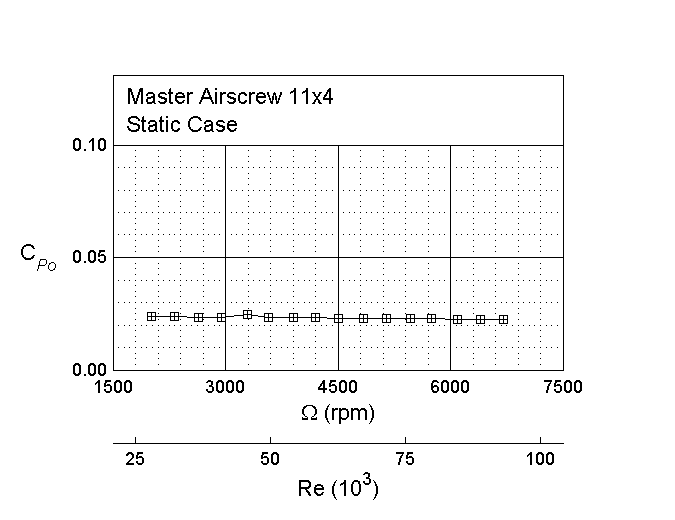 Master Airscrew 11x4
Static Case
0.10
C_Po
0.05
0.00
1500 3000 4500 6000 7500
Ω (rpm)
25 50 75 100
Re (10³)